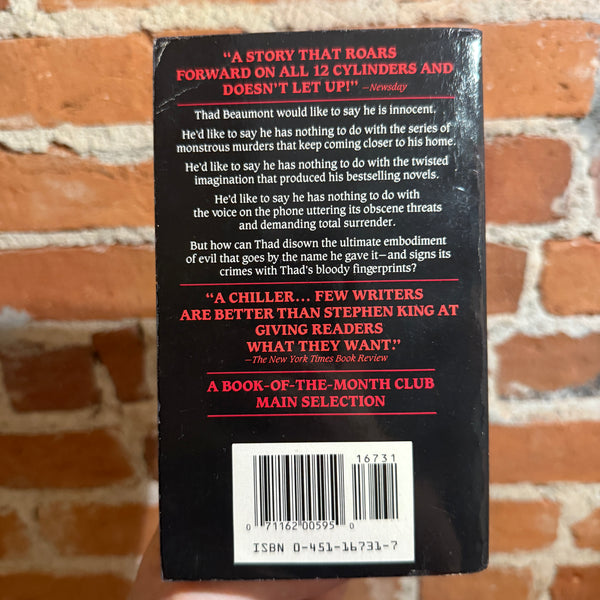 “A STORY THAT ROARS
FORWARD ON ALL 12 CYLINDERS AND
DOESN’T LET UP!” —Newsday
Thad Beaumont would like to say he is innocent.
He’d like to say he has nothing to do with the series of
monstrous murders that keep coming closer to his home.
He’d like to say he has nothing to do with the twisted
imagination that produced his bestselling novels.
He’d like to say he has nothing to do with
the voice on the phone uttering its obscene threats
and demanding total surrender.
But how can Thad disown the ultimate embodiment
of evil that goes by the name he gave it—and signs its
crimes with Thad’s bloody fingerprints?
“A CHILLER... FEW WRITERS
ARE BETTER THAN STEPHEN KING AT
GIVING READERS
WHAT THEY WANT.”
—The New York Times Book Review
A BOOK-OF-THE-MONTH CLUB
MAIN SELECTION
16731
0 71162 00595 0
ISBN 0-451-16731-7